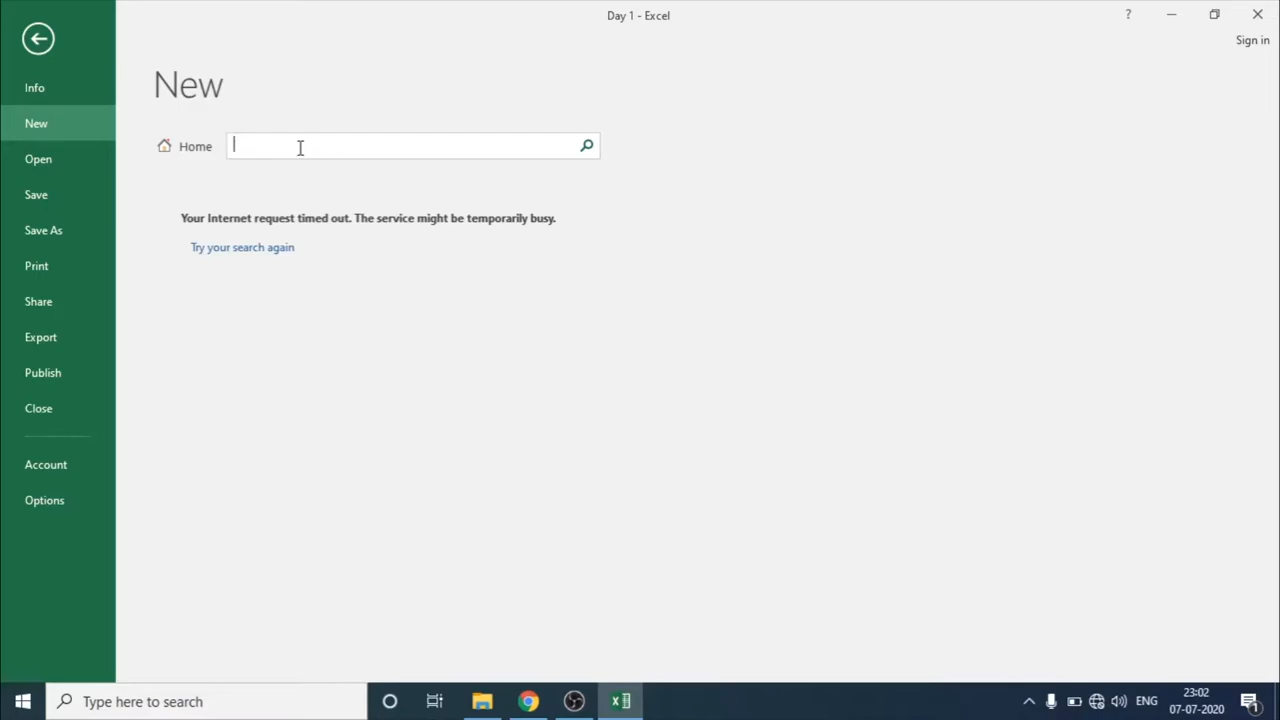 Day 1 - Excel
?
Sign in
Info
New
Open
Save
Save As
Print
Share
Export
Publish
Close
Account
Options
New
Home
Your Internet request timed out. The service might be temporarily busy.
Try your search again
Type here to search
ENG
23:02
07-07-2020
1